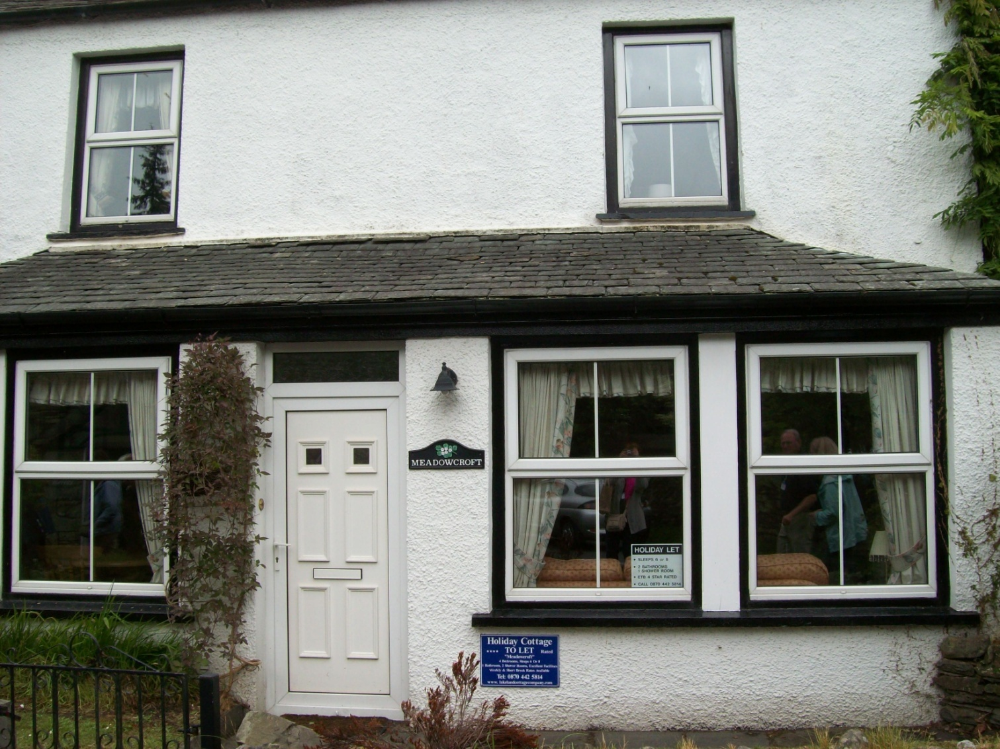 MEADOWCROFT
HOLIDAY LET
• SLEEPS 6 or 8
• 2 BATHROOMS
1 SHOWER ROOM
• ETB 4 STAR RATED
• CALL 0870 442 5814
Holiday Cottage
**** TO LET Rated
"Meadowcroft"
4 Bedrooms, Sleeps 6 Or 8
1 Bathroom, 2 Shower Rooms, Excellent Facilities
Weekly & Short Break Rates Available
Tel: 0870 442 5814
www.lakelandcottagecompany.com